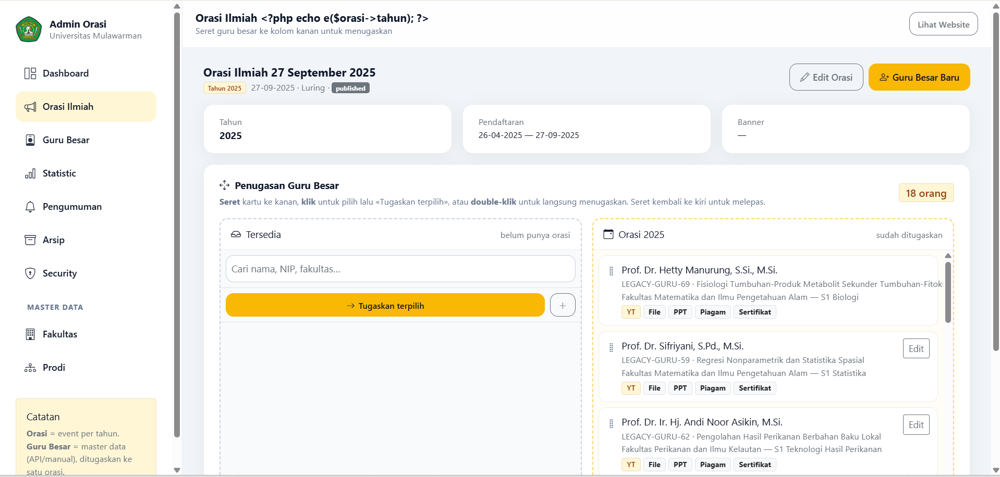 Admin Orasi
Universitas Mulawarman
Dashboard
Orasi Ilmiah
Guru Besar
Statistic
Pengumuman
Arsip
Security
MASTER DATA
Fakultas
Prodi
Catatan
Orasi = event per tahun.
Guru Besar = master data
(API/manual), ditugaskan ke
satu orasi.
Orasi Ilmiah <?php echo e($orasi->tahun); ?>
Seret guru besar ke kolom kanan untuk menugaskan
Lihat Website
Orasi Ilmiah 27 September 2025
Tahun 2025 27-09-2025 · Luring · published
Edit Orasi
Guru Besar Baru
Tahun
2025
Pendaftaran
26-04-2025 — 27-09-2025
Banner
—
Penugasan Guru Besar
Seret kartu ke kanan, klik untuk pilih lalu «Tugaskan terpilih», atau double-klik untuk langsung menugaskan. Seret kembali ke kiri untuk melepas.
18 orang
Tersedia
belum punya orasi
Cari nama, NIP, fakultas...
→ Tugaskan terpilih
+
Orasi 2025
sudah ditugaskan
Prof. Dr. Hetty Manurung, S.Si., M.Si.
LEGACY-GURU-69 · Fisiologi Tumbuhan-Produk Metabolit Sekunder Tumbuhan-Fitoki
Fakultas Matematika dan Ilmu Pengetahuan Alam — S1 Biologi
YT File PPT Piagam Sertifikat
Prof. Dr. Sifriyani, S.Pd., M.Si.
Edit
LEGACY-GURU-59 · Regresi Nonparametrik dan Statistika Spasial
Fakultas Matematika dan Ilmu Pengetahuan Alam — S1 Statistika
YT File PPT Piagam Sertifikat
Prof. Dr. Ir. Hj. Andi Noor Asikin, M.Si.
Edit
LEGACY-GURU-62 · Pengolahan Hasil Perikanan Berbahan Baku Lokal
Fakultas Perikanan dan Ilmu Kelautan — S1 Teknologi Hasil Perikanan
YT File PPT Piagam Sertifikat